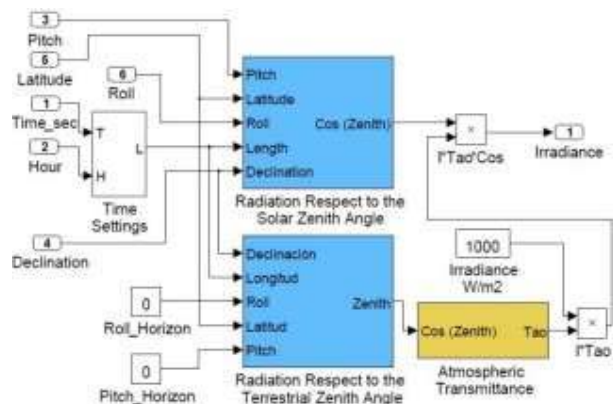 3
Pitch
5
Latitude
6
Roll
1
Time_sec
2
Hour
T
H
L
Time
Settings
4
Declination
Pitch
Latitude
Roll
Length
Declination
Cos (Zenith)
Radiation Respect to the
Solar Zenith Angle
×
I*Tao*Cos
1
Irradiance
0
Roll_Horizon
0
Pitch_Horizon
Declinación
Longitud
Roll
Latitud
Pitch
Zenith
Radiation Respect to the
Terrestrial Zenith Angle
1000
Irradiance
W/m2
Cos (Zenith)
Tao
Atmospheric
Transmittance
×
I*Tao